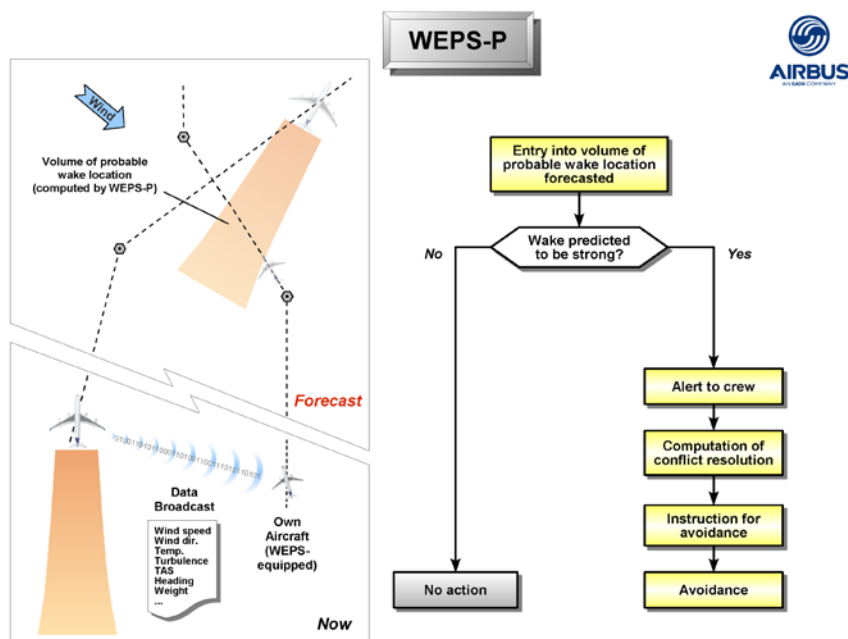 WEPS-P
AIRBUS
AN EADS COMPANY
Wind
Volume of probable
wake location
(computed by WEPS-P)
Forecast
Data
Broadcast
Wind speed
Wind dir.
Temp.
Turbulence
TAS
Heading
Weight
....
Own
Aircraft
(WEPS-
equipped)
Now
Entry into volume of
probable wake location
forecasted
Wake predicted
to be strong?
No
Yes
Alert to crew
Computation of
conflict resolution
Instruction for
avoidance
No action
Avoidance